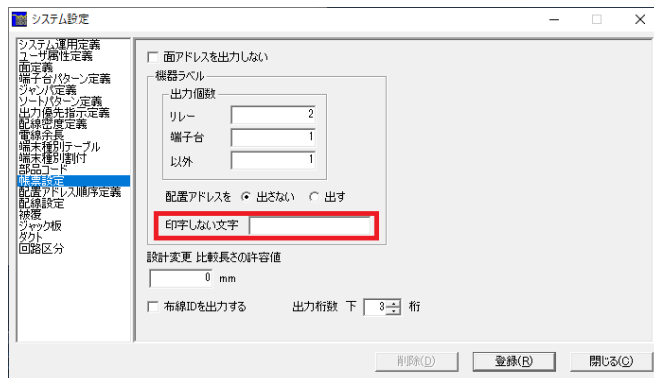 システム設定
システム運用定義
ユーザ属性定義
面定義
端子台パターン定義
ジャンパ定義
ソートパターン定義
出力優先指示定義
配線密度定義
電線余長
端末種別テーブル
端末種別割付
部品コード
帳票設定
配置アドレス順序定義
配線設定
被覆
ジャック板
ダクト
回路区分
面アドレスを出力しない
機器ラベル
出力個数
リレー 2
端子台 1
以外 1
配置アドレスを 出さない 出す
印字しない文字
設計変更 比較長さの許容値
0 mm
布線IDを出力する 出力桁数 下 3 桁
削除(D) 登録(R) 閉じる(C)